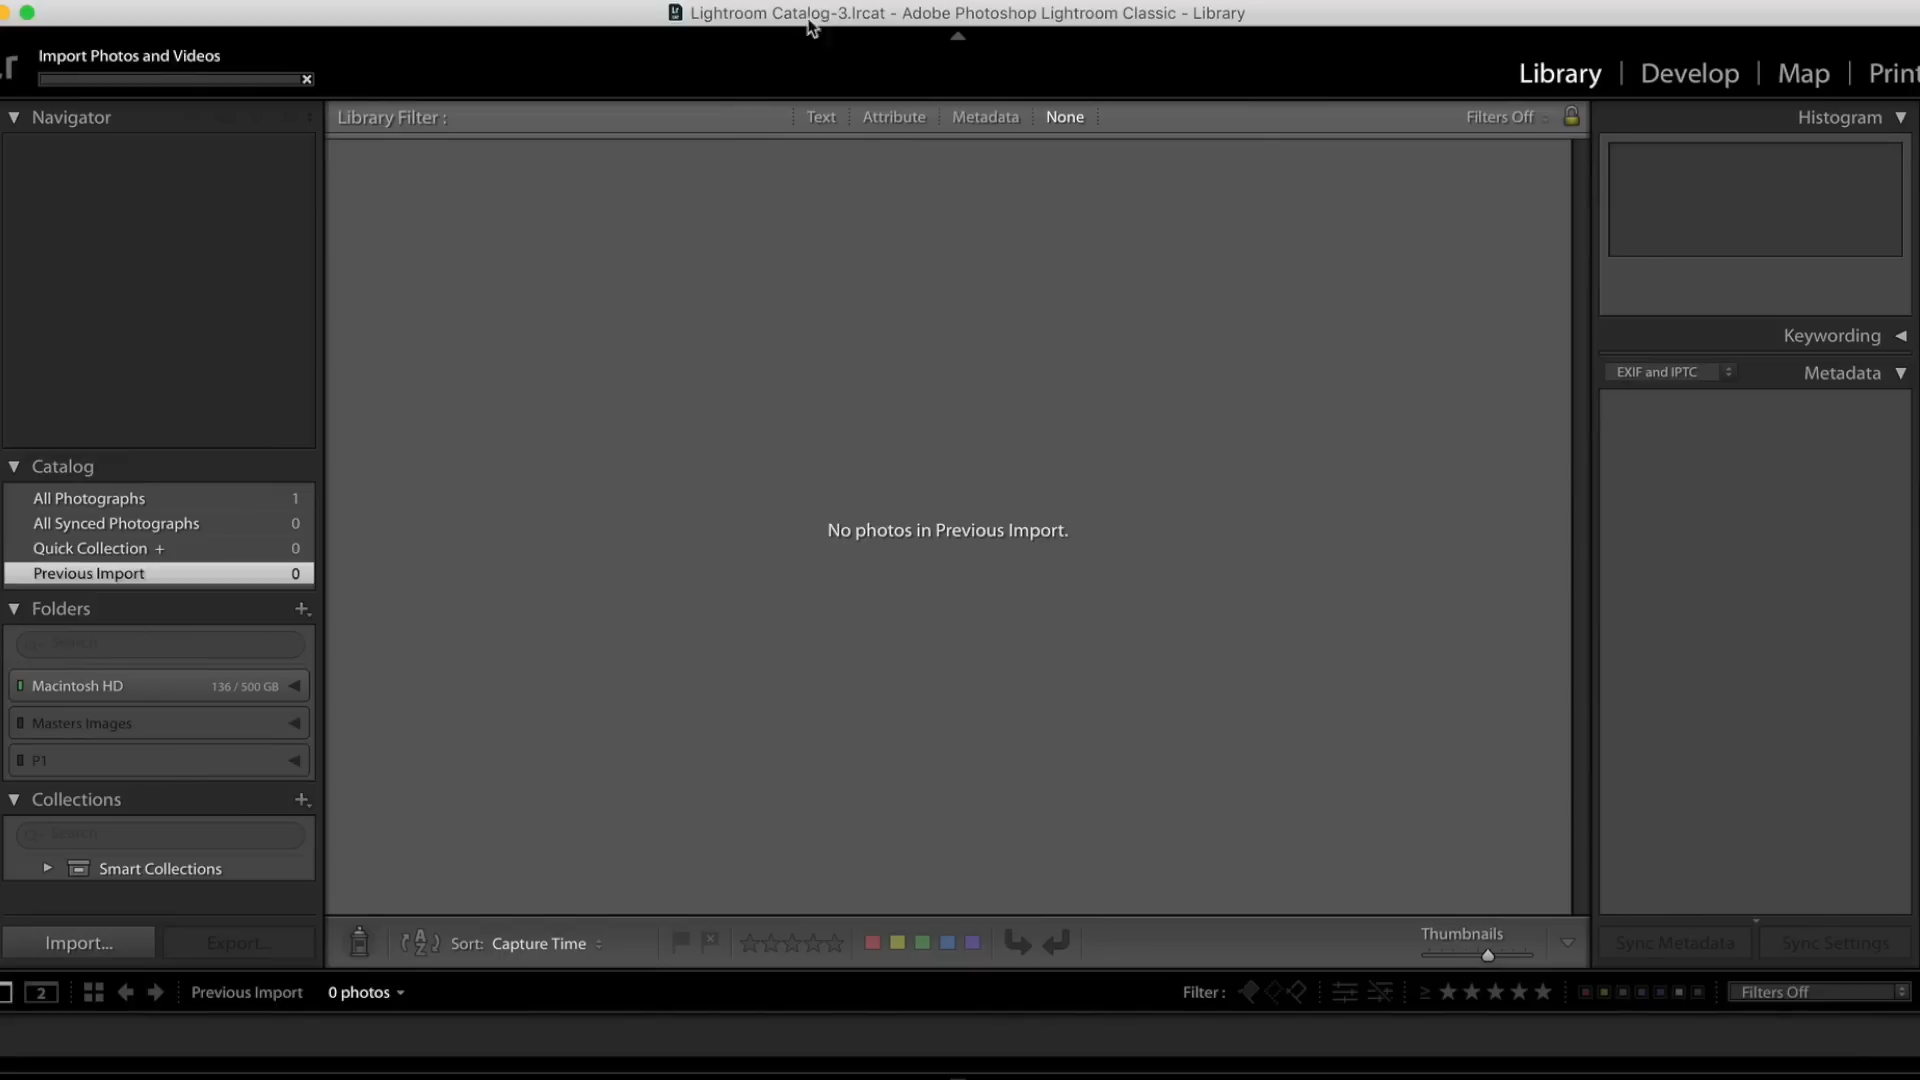 Lightroom Catalog-3.lrcat - Adobe Photoshop Lightroom Classic - Library
Import Photos and Videos
Library | Develop | Map | Print
Navigator
Library Filter :
Text
Attribute
Metadata
None
Filters Off
Histogram
Keywording
EXIF and IPTC
Metadata
Catalog
All Photographs 1
All Synced Photographs 0
Quick Collection + 0
Previous Import 0
No photos in Previous Import.
Folders
Search
Macintosh HD 136 / 500 GB
Masters Images
P1
Collections
Search
Smart Collections
Import...
Export...
Sort: Capture Time
Thumbnails
Sync Metadata
Sync Settings
2
Previous Import
0 photos
Filter :
Filters Off